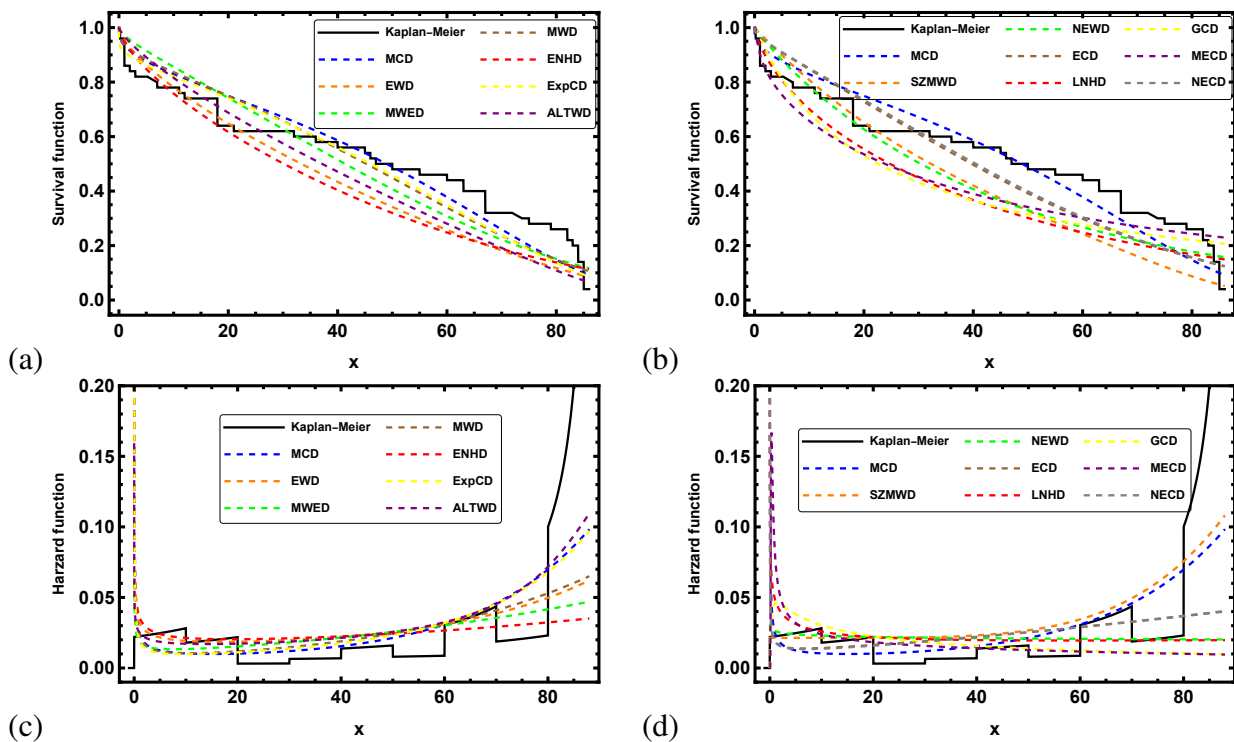 Survival function
1.0
0.8
0.6
0.4
0.2
0.0
Kaplan-Meier
MCD
EWD
MWED
MWD
ENHD
ExpCD
ALTWD
0 20 40 60 80
x
(a)
Survival function
1.0
0.8
0.6
0.4
0.2
0.0
Kaplan-Meier
MCD
SZMWD
NEWD
ECD
LNHD
GCD
MECD
NECD
0 20 40 60 80
x
(b)
Harzard function
0.20
0.15
0.10
0.05
0.00
Kaplan-Meier
MCD
EWD
MWED
MWD
ENHD
ExpCD
ALTWD
0 20 40 60 80
x
(c)
Harzard function
0.20
0.15
0.10
0.05
0.00
Kaplan-Meier
MCD
SZMWD
NEWD
ECD
LNHD
GCD
MECD
NECD
0 20 40 60 80
x
(d)